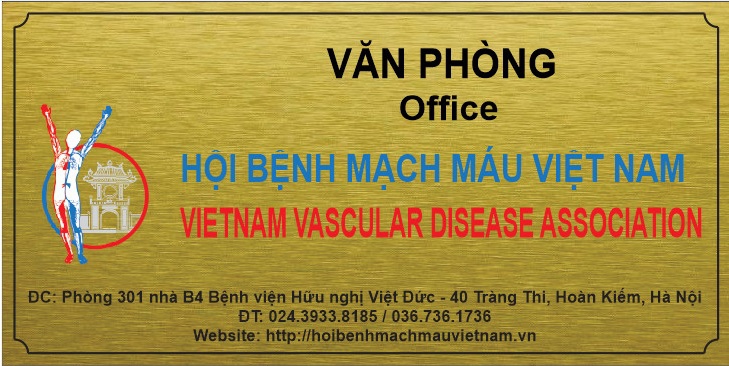 VĂN PHÒNG
Office
HỘI BỆNH MẠCH MÁU VIỆT NAM
VIETNAM VASCULAR DISEASE ASSOCIATION
ĐC: Phòng 301 nhà B4 Bệnh viện Hữu nghị Việt Đức - 40 Tràng Thi, Hoàn Kiếm, Hà Nội
ĐT: 024.3933.8185 / 036.736.1736
Website: http://hoibenhmachmauvietnam.vn